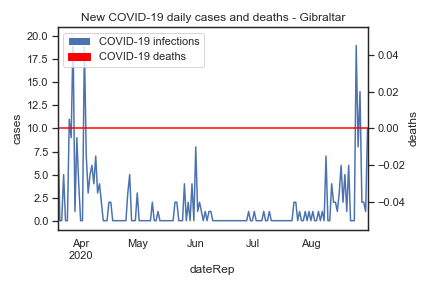 New COVID-19 daily cases and deaths - Gibraltar
COVID-19 infections
COVID-19 deaths
20.0
17.5
15.0
12.5
10.0
7.5
5.0
2.5
0.0
cases
0.04
0.02
0.00
−0.02
−0.04
deaths
Apr
2020
May
Jun
Jul
Aug
dateRep